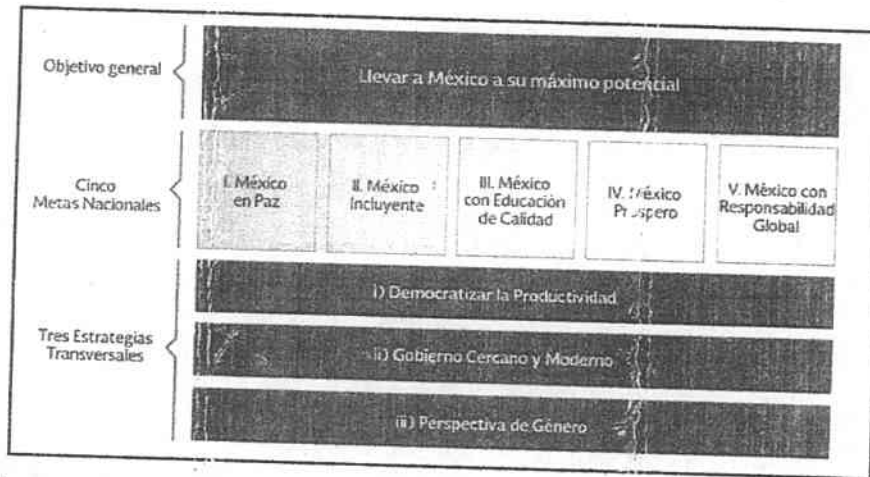 Objetivo general
Llevar a México a su máximo potencial
Cinco
Metas Nacionales
I. México
en Paz
II. México
Incluyente
III. México
con Educación
de Calidad
IV. México
Próspero
V. México con
Responsabilidad
Global
Tres Estrategias
Transversales
i) Democratizar la Productividad
ii) Gobierno Cercano y Moderno
iii) Perspectiva de Género